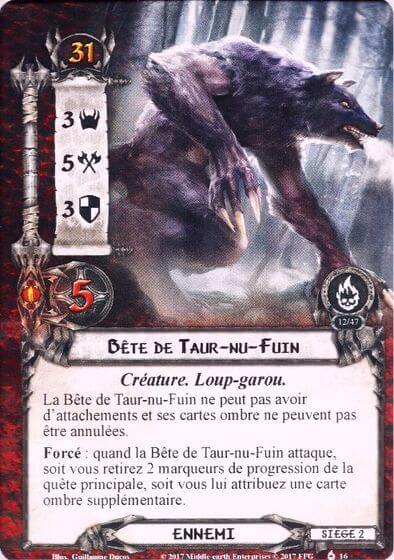 31
3
5
3
5
12/47
Bête de Taur-nu-Fuin
Créature. Loup-garou.
La Bête de Taur-nu-Fuin ne peut pas avoir
d'attachements et ses cartes ombre ne peuvent pas
être annulées.
Forcé : quand la Bête de Taur-nu-Fuin attaque,
soit vous retirez 2 marqueurs de progression de la
quête principale, soit vous lui attribuez une carte
ombre supplémentaire.
ENNEMI
SIEGE 2
Illus. Guillaume Ducos
© 2017 Middle-earth Enterprises © 2017 FFG
16